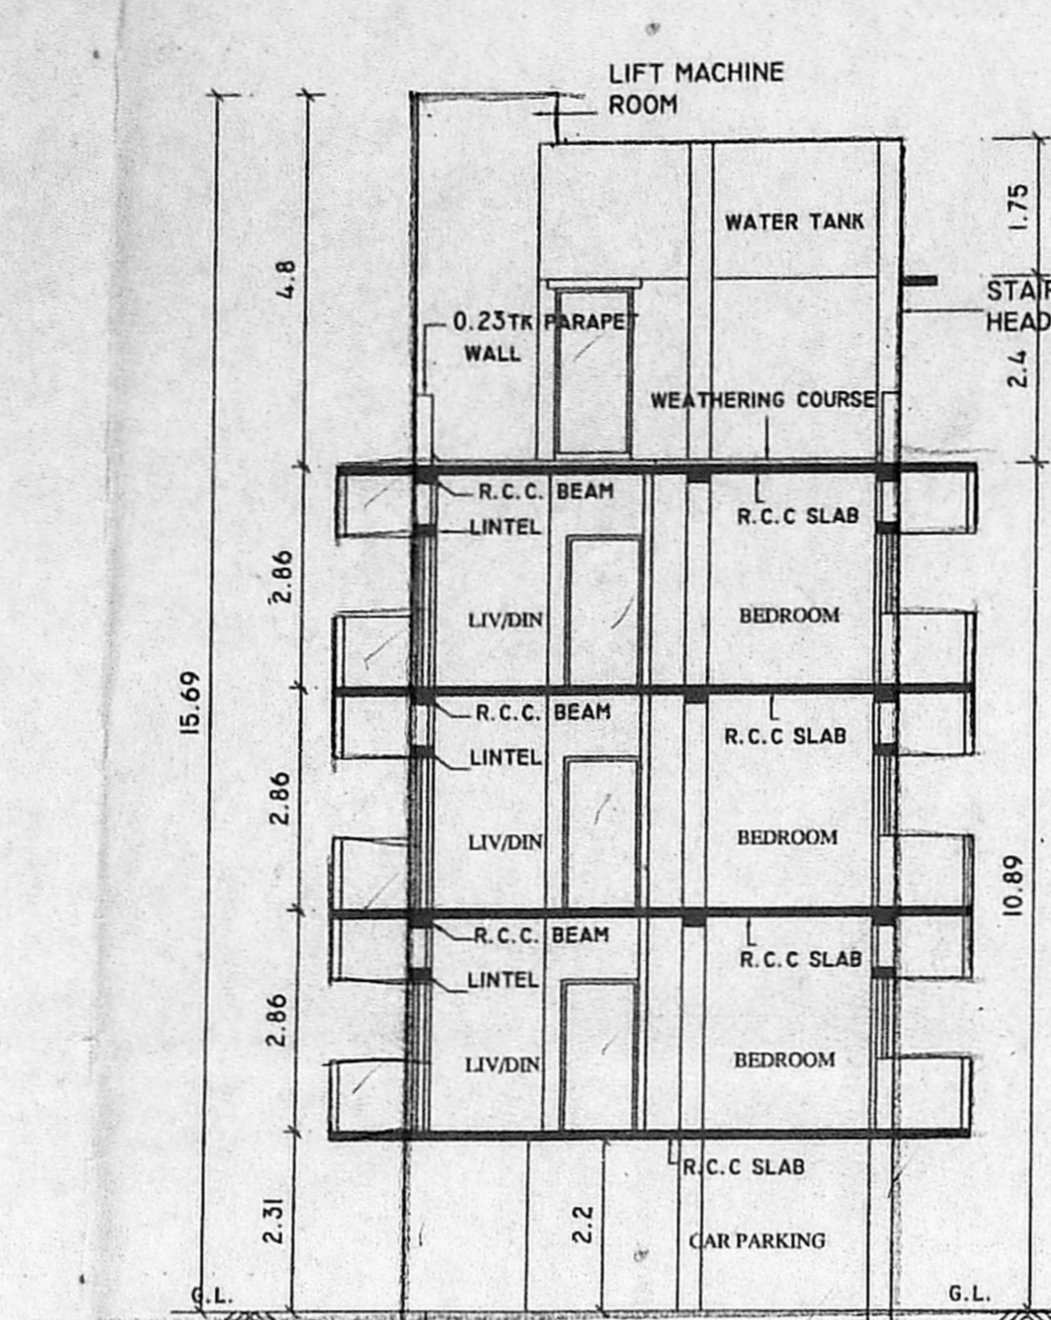 LIFT MACHINE
ROOM
WATER TANK
1.75
4.8
STAI
HEAD
0.23TK PARAPET
WALL
2.4
WEATHERING COURSE
R.C.C. BEAM
R.C.C SLAB
LINTEL
2.86
LIV/DIN
BEDROOM
15.69
R.C.C. BEAM
R.C.C SLAB
LINTEL
2.86
LIV/DIN
BEDROOM
10.89
R.C.C. BEAM
R.C.C SLAB
LINTEL
2.86
LIV/DIN
BEDROOM
R.C.C SLAB
2.31
2.2
CAR PARKING
G.L.
G.L.